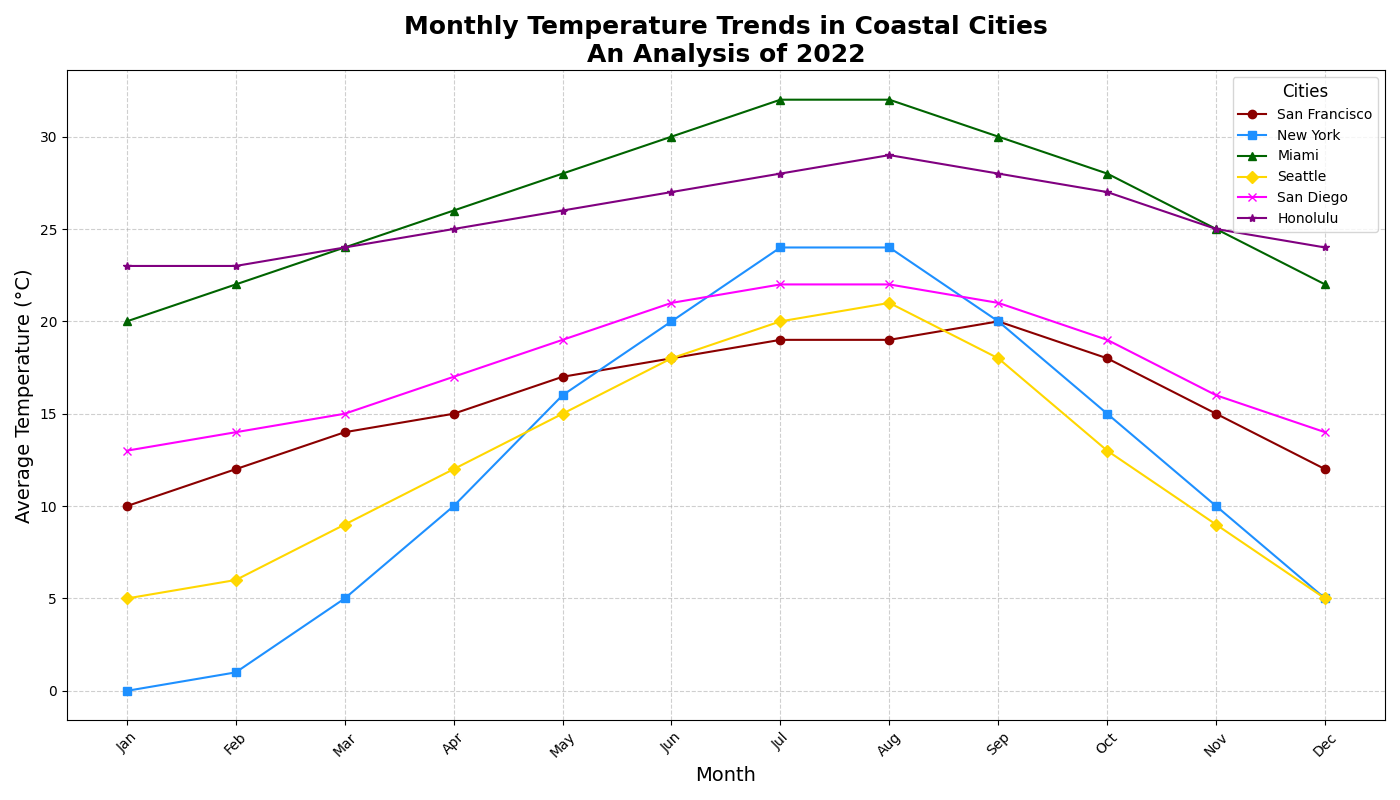 Monthly Temperature Trends in Coastal Cities
An Analysis of 2022
Cities
San Francisco
New York
Miami
Seattle
San Diego
Honolulu
Average Temperature (°C)
30
25
20
15
10
5
0
Jan
Feb
Mar
Apr
May
Jun
Jul
Aug
Sep
Oct
Nov
Dec
Month